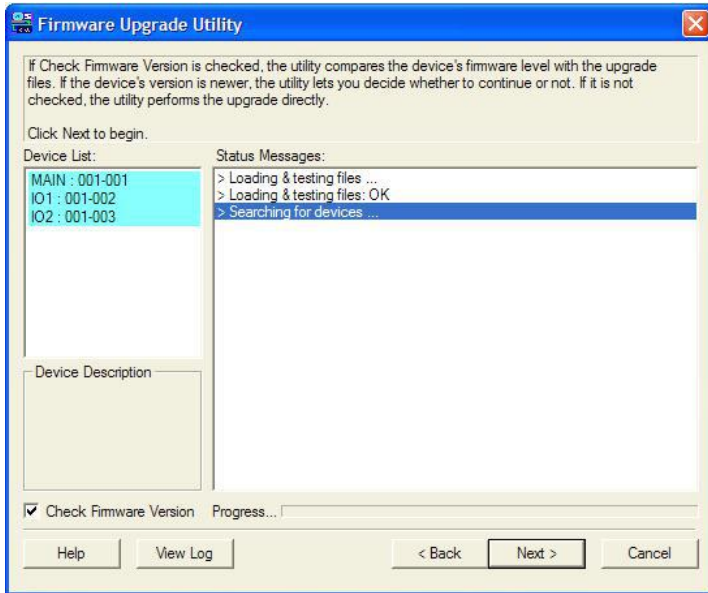 Firmware Upgrade Utility
If Check Firmware Version is checked, the utility compares the device's firmware level with the upgrade
files. If the device's version is newer, the utility lets you decide whether to continue or not. If it is not
checked, the utility performs the upgrade directly.
Click Next to begin.
Device List:
Status Messages:
MAIN : 001-001
IO1 : 001-002
IO2 : 001-003
> Loading & testing files ...
> Loading & testing files: OK
> Searching for devices ...
Device Description
Check Firmware Version
Progress...
Help
View Log
< Back
Next >
Cancel